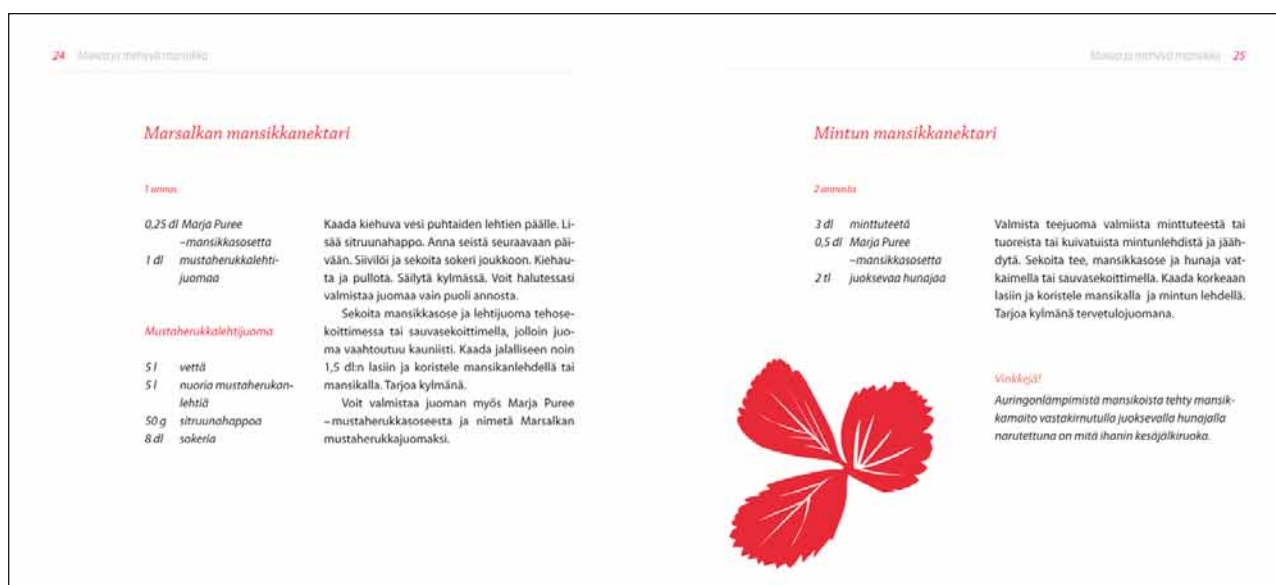 24 Makea ja mehevä mansikka
Marsalkan mansikkanektari
1 annos
0,25 dl Marja Puree
–mansikkasosetta
1 dl mustaherukkalehti-
juomaa
Mustaherukkalehtijuoma
5 l vettä
5 l nuoria mustaherukan-
lehtiä
50 g sitruunahappoa
8 dl sokeria
Kaada kiehuva vesi puhtaiden lehtien päälle. Li-
sää sitruunahappo. Anna seistä seuraavaan päi-
vään. Siivilöi ja sekoita sokeri joukkoon. Kiehau-
ta ja pullota. Säilytä kylmässä. Voit halutessasi
valmistaa juomaa vain puoli annosta.
Sekoita mansikkasose ja lehtijuoma tehose-
koittimessa tai sauvasekoittimella, jolloin juo-
ma vaahtoutuu kauniisti. Kaada jalalliseen noin
1,5 dl:n lasiin ja koristele mansikanlehdellä tai
mansikalla. Tarjoa kylmänä.
Voit valmistaa juoman myös Marja Puree
–mustaherukkasoseesta ja nimetä Marsalkan
mustaherukkajuomaksi.
Makea ja mehevä mansikka 25
Mintun mansikkanektari
2 annosta
3 dl minttuteetä
0,5 dl Marja Puree
–mansikkasosetta
2 tl juoksevaa hunajaa
Valmista teejuoma valmiista minttuteestä tai
tuoreista tai kuivatuista mintunlehdistä ja jääh-
dytä. Sekoita tee, mansikkasose ja hunaja vat-
kaimella tai sauvasekoittimella. Kaada korkeaan
lasiin ja koristele mansikalla ja mintun lehdellä.
Tarjoa kylmänä tervetulojuomana.
Vinkkejä!
Auringonlämpimistä mansikoista tehty mansik-
kamaito vastakirnutulla juoksevalla hunajalla
narutettuna on mitä ihanin kesäjälkiruoka.